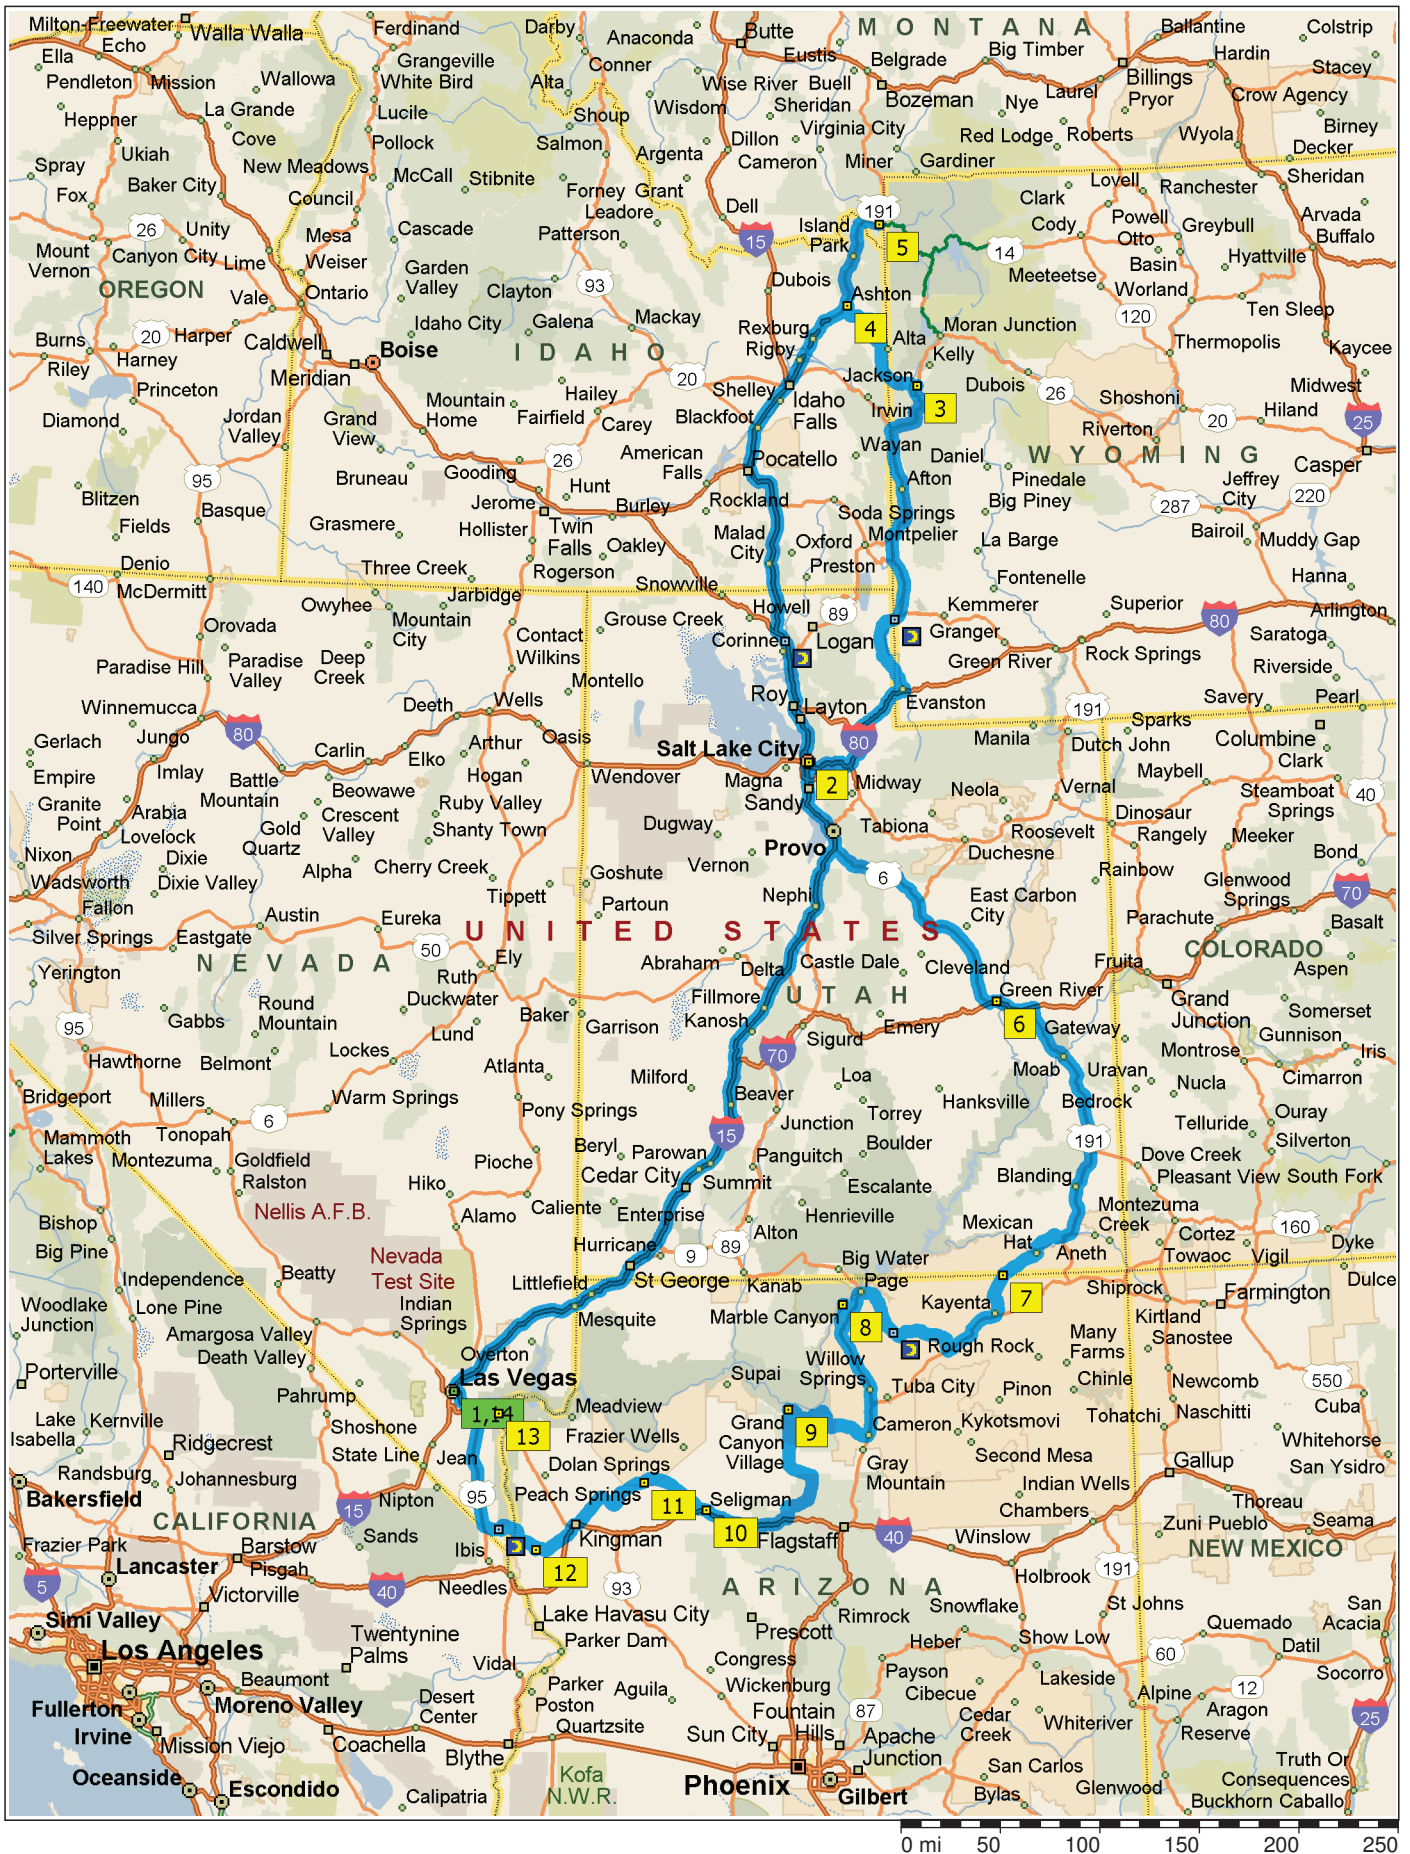 MONTANA
Milton-Freewater
Walla Walla
Ferdinand
Darby
Anaconda
Butte
Ballantine
Colstrip
Echo
Ella
Grangeville
Conner
Eustis
Belgrade
Big Timber
Hardin
Stacey
Pendleton
Mission
Wallowa
White Bird
Alta
Wise River
Buell
Billings
Crow Agency
Heppner
La Grande
Lucile
Shoup
Wisdom
Sheridan
Bozeman
Nye
Laurel
Pryor
Cove
Pollock
Salmon
Dillon
Virginia City
Red Lodge
Roberts
Wyola
Birney
Decker
Ukiah
New Meadows
Argenta
Cameron
Miner
Gardiner
Spray
Baker City
McCall
Stibnite
Forney
Grant
Lovell
Ranchester
Sheridan
Fox
Council
Leadore
Dell
191
Clark
Powell
Arvada
26
Unity
Mesa
Cascade
Patterson
15
Island
Park
5
Cody
Otto
Greybull
Buffalo
Mount
Vernon
Canyon City
Lime
Weiser
14
Basin
Hyattville
OREGON
Garden
Valley
93
Clayton
Dubois
Meeteetse
Worland
Vale
Ontario
Ashton
Ten Sleep
20
Harper
Idaho City
Galena
Mackay
Rexburg
Rigby
4
Alta
Moran Junction
120
Burns
Harney
Riley
Caldwell
Boise
IDAHO
Kelly
Thermopolis
Kaycee
Meridian
20
Shelley
Jackson
Dubois
26
Midwest
Princeton
Mountain
Home
Hailey
Idaho
Falls
Irwin
3
Shoshoni
20
Hiland
25
Diamond
Jordan
Valley
Grand
View
Fairfield
Carey
Blackfoot
Wayan
Riverton
95
Bruneau
Gooding
26
American
Falls
Pocatello
Daniel
WYOMING
Casper
Blitzen
Jerome
Hunt
Burley
Rockland
Afton
Pinedale
Big Piney
Jeffrey
City
220
Fields
Basque
Grasmere
Hollister
Twin
Falls
Malad
City
Soda Springs
Montpelier
287
Bairoil
Muddy Gap
Oakley
Oxford
La Barge
Denio
Three Creek
Rogerson
Preston
Fontenelle
Hanna
140
McDermitt
Jarbidge
Snowville
Owyhee
Howell
89
Kemmerer
Superior
80
Arlington
Orovada
Mountain
City
Contact
Wilkins
Grouse Creek
Corinne
Logan
Granger
Saratoga
Paradise Hill
Paradise
Valley
Deep
Creek
Green River
Rock Springs
Riverside
Montello
Roy
Evanston
191
Savery
Pearl
Winnemucca
Deeth
Wells
Layton
Sparks
Gerlach
Jungo
80
Carlin
Arthur
Oasis
Salt Lake City
80
Manila
Dutch John
Columbine
Clark
Empire
Imlay
Battle
Mountain
Elko
Hogan
Wendover
Magna
2
Midway
Maybell
Granite
Point
Arabia
Beowawe
Ruby Valley
Sandy
Neola
Vernal
Steamboat
Springs
40
Lovelock
Gold
Quartz
Crescent
Valley
Shanty Town
Dugway
Tabiona
Roosevelt
Dinosaur
Rangely
Meeker
Nixon
Dixie
Provo
Duchesne
Bond
Wadsworth
Dixie Valley
Alpha
Cherry Creek
Goshute
Vernon
6
Rainbow
Glenwood
Springs
70
Fallon
Tippett
Partoun
Nephi
East Carbon
City
Austin
Eureka
Parachute
Basalt
Silver Springs
Eastgate
50
UNITED STATES
COLORADO
Yerington
NEVADA
Ely
Abraham
Delta
Castle Dale
Cleveland
Fruita
Aspen
Ruth
Duckwater
Fillmore
UTAH
Green River
Grand
Junction
Somerset
95
Gabbs
Round
Mountain
Lund
Baker
Garrison
Kanosh
Emery
6
Gateway
Gunnison
Hawthorne
Belmont
Lockes
Sigurd
70
Montrose
Iris
Atlanta
Milford
Loa
Moab
Uravan
Nucla
Cimarron
Bridgeport
Millers
Warm Springs
Beaver
Hanksville
Bedrock
6
Pony Springs
Torrey
Junction
Ouray
Mammoth
Lakes
Tonopah
15
Boulder
191
Telluride
Silverton
Montezuma
Goldfield
Ralston
Pioche
Beryl
Parowan
Panguitch
Dove Creek
Cedar City
Summit
Blanding
Pleasant View
South Fork
Hiko
Escalante
Nellis A.F.B.
Alamo
Caliente
Enterprise
Henrieville
Montezuma
Creek
Bishop
Alton
Mexican
Hat
160
Big Pine
Nevada
Test Site
Hurricane
9
89
Big Water
Aneth
Cortez
Towaoc
Vigil
Dyke
Independence
Beatty
Littlefield
St George
Kanab
Page
Shiprock
Dulce
Woodlake
Junction
Lone Pine
Indian
Springs
Mesquite
Marble Canyon
Kayenta
7
Farmington
Amargosa Valley
8
Kirtland
Sanostee
Death Valley
Overton
Rough Rock
Many
Farms
Porterville
Las Vegas
Supai
Willow
Springs
Pahrump
Tuba City
Pinon
Chinle
Newcomb
550
1,14
Meadview
Cuba
Lake
Isabella
Kernville
Shoshone
13
Frazier Wells
Grand
Canyon
Village
9
Cameron
Kykotsmovi
Tohatchi
Naschitti
Ridgecrest
State Line
Jean
Dolan Springs
Second Mesa
Whitehorse
Randsburg
Johannesburg
Gray
Mountain
Indian Wells
Gallup
San Ysidro
Bakersfield
15
Nipton
95
Peach Springs
11
Seligman
Chambers
Thoreau
CALIFORNIA
Sands
10
Flagstaff
40
Winslow
Zuni Pueblo
Seama
Frazier Park
Barstow
Ibis
Kingman
NEW MEXICO
Lancaster
Pisgah
12
Holbrook
191
5
Victorville
40
Needles
93
ARIZONA
Snowflake
St Johns
San
Acacia
Simi Valley
Lake Havasu City
Rimrock
Quemado
Twentynine
Palms
Prescott
Heber
Show Low
Datil
Los Angeles
Parker Dam
60
Vidal
Congress
Lakeside
Socorro
Beaumont
Payson
Fullerton
Moreno Valley
Desert
Center
Parker
Poston
Aguila
Wickenburg
Cibecue
Alpine
12
Irvine
Quartzsite
Fountain
Hills
87
Cedar
Creek
Whiteriver
Aragon
25
Mission Viejo
Coachella
Sun City
Apache
Junction
Reserve
Blythe
Oceanside
Kofa
N.W.R.
Phoenix
San Carlos
Glenwood
Truth Or
Consequences
Escondido
Calipatria
Gilbert
Bylas
Buckhorn
Caballo
0 mi
50
100
150
200
250